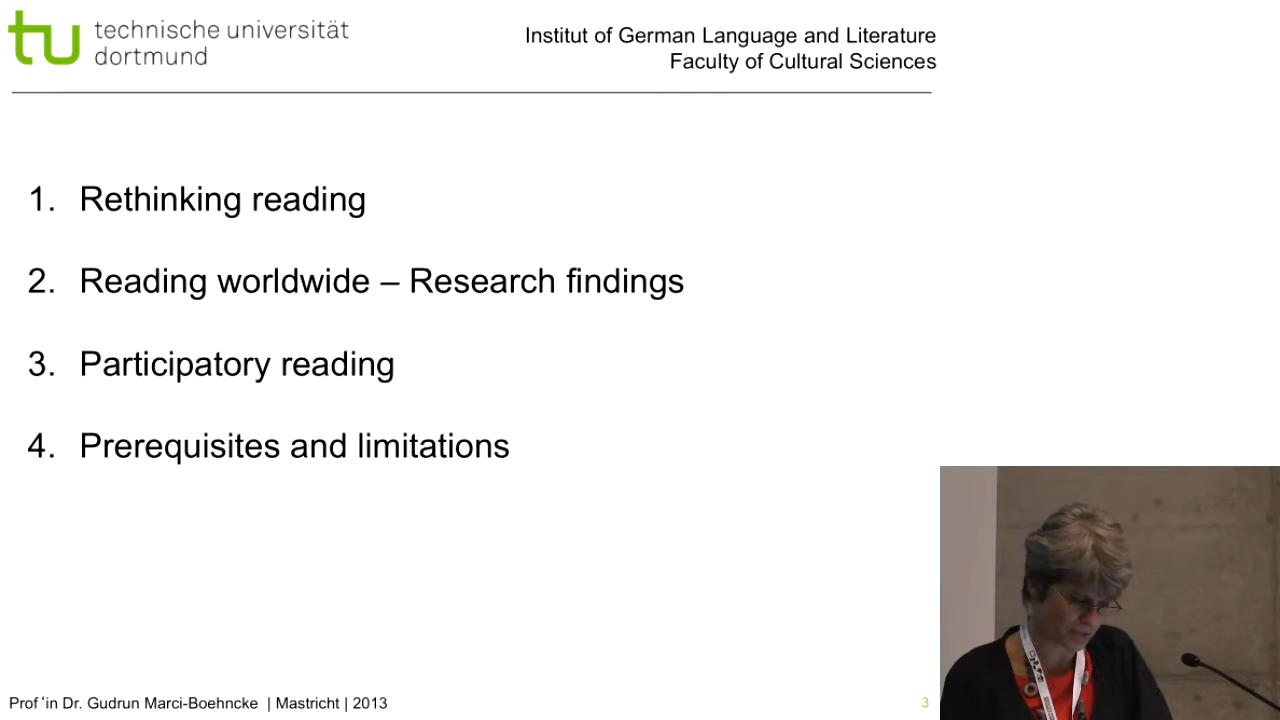 tu technische universität
dortmund
Institut of German Language and Literature
Faculty of Cultural Sciences
1. Rethinking reading
2. Reading worldwide – Research findings
3. Participatory reading
4. Prerequisites and limitations
Prof‘in Dr. Gudrun Marci-Boehncke | Mastricht | 2013
3